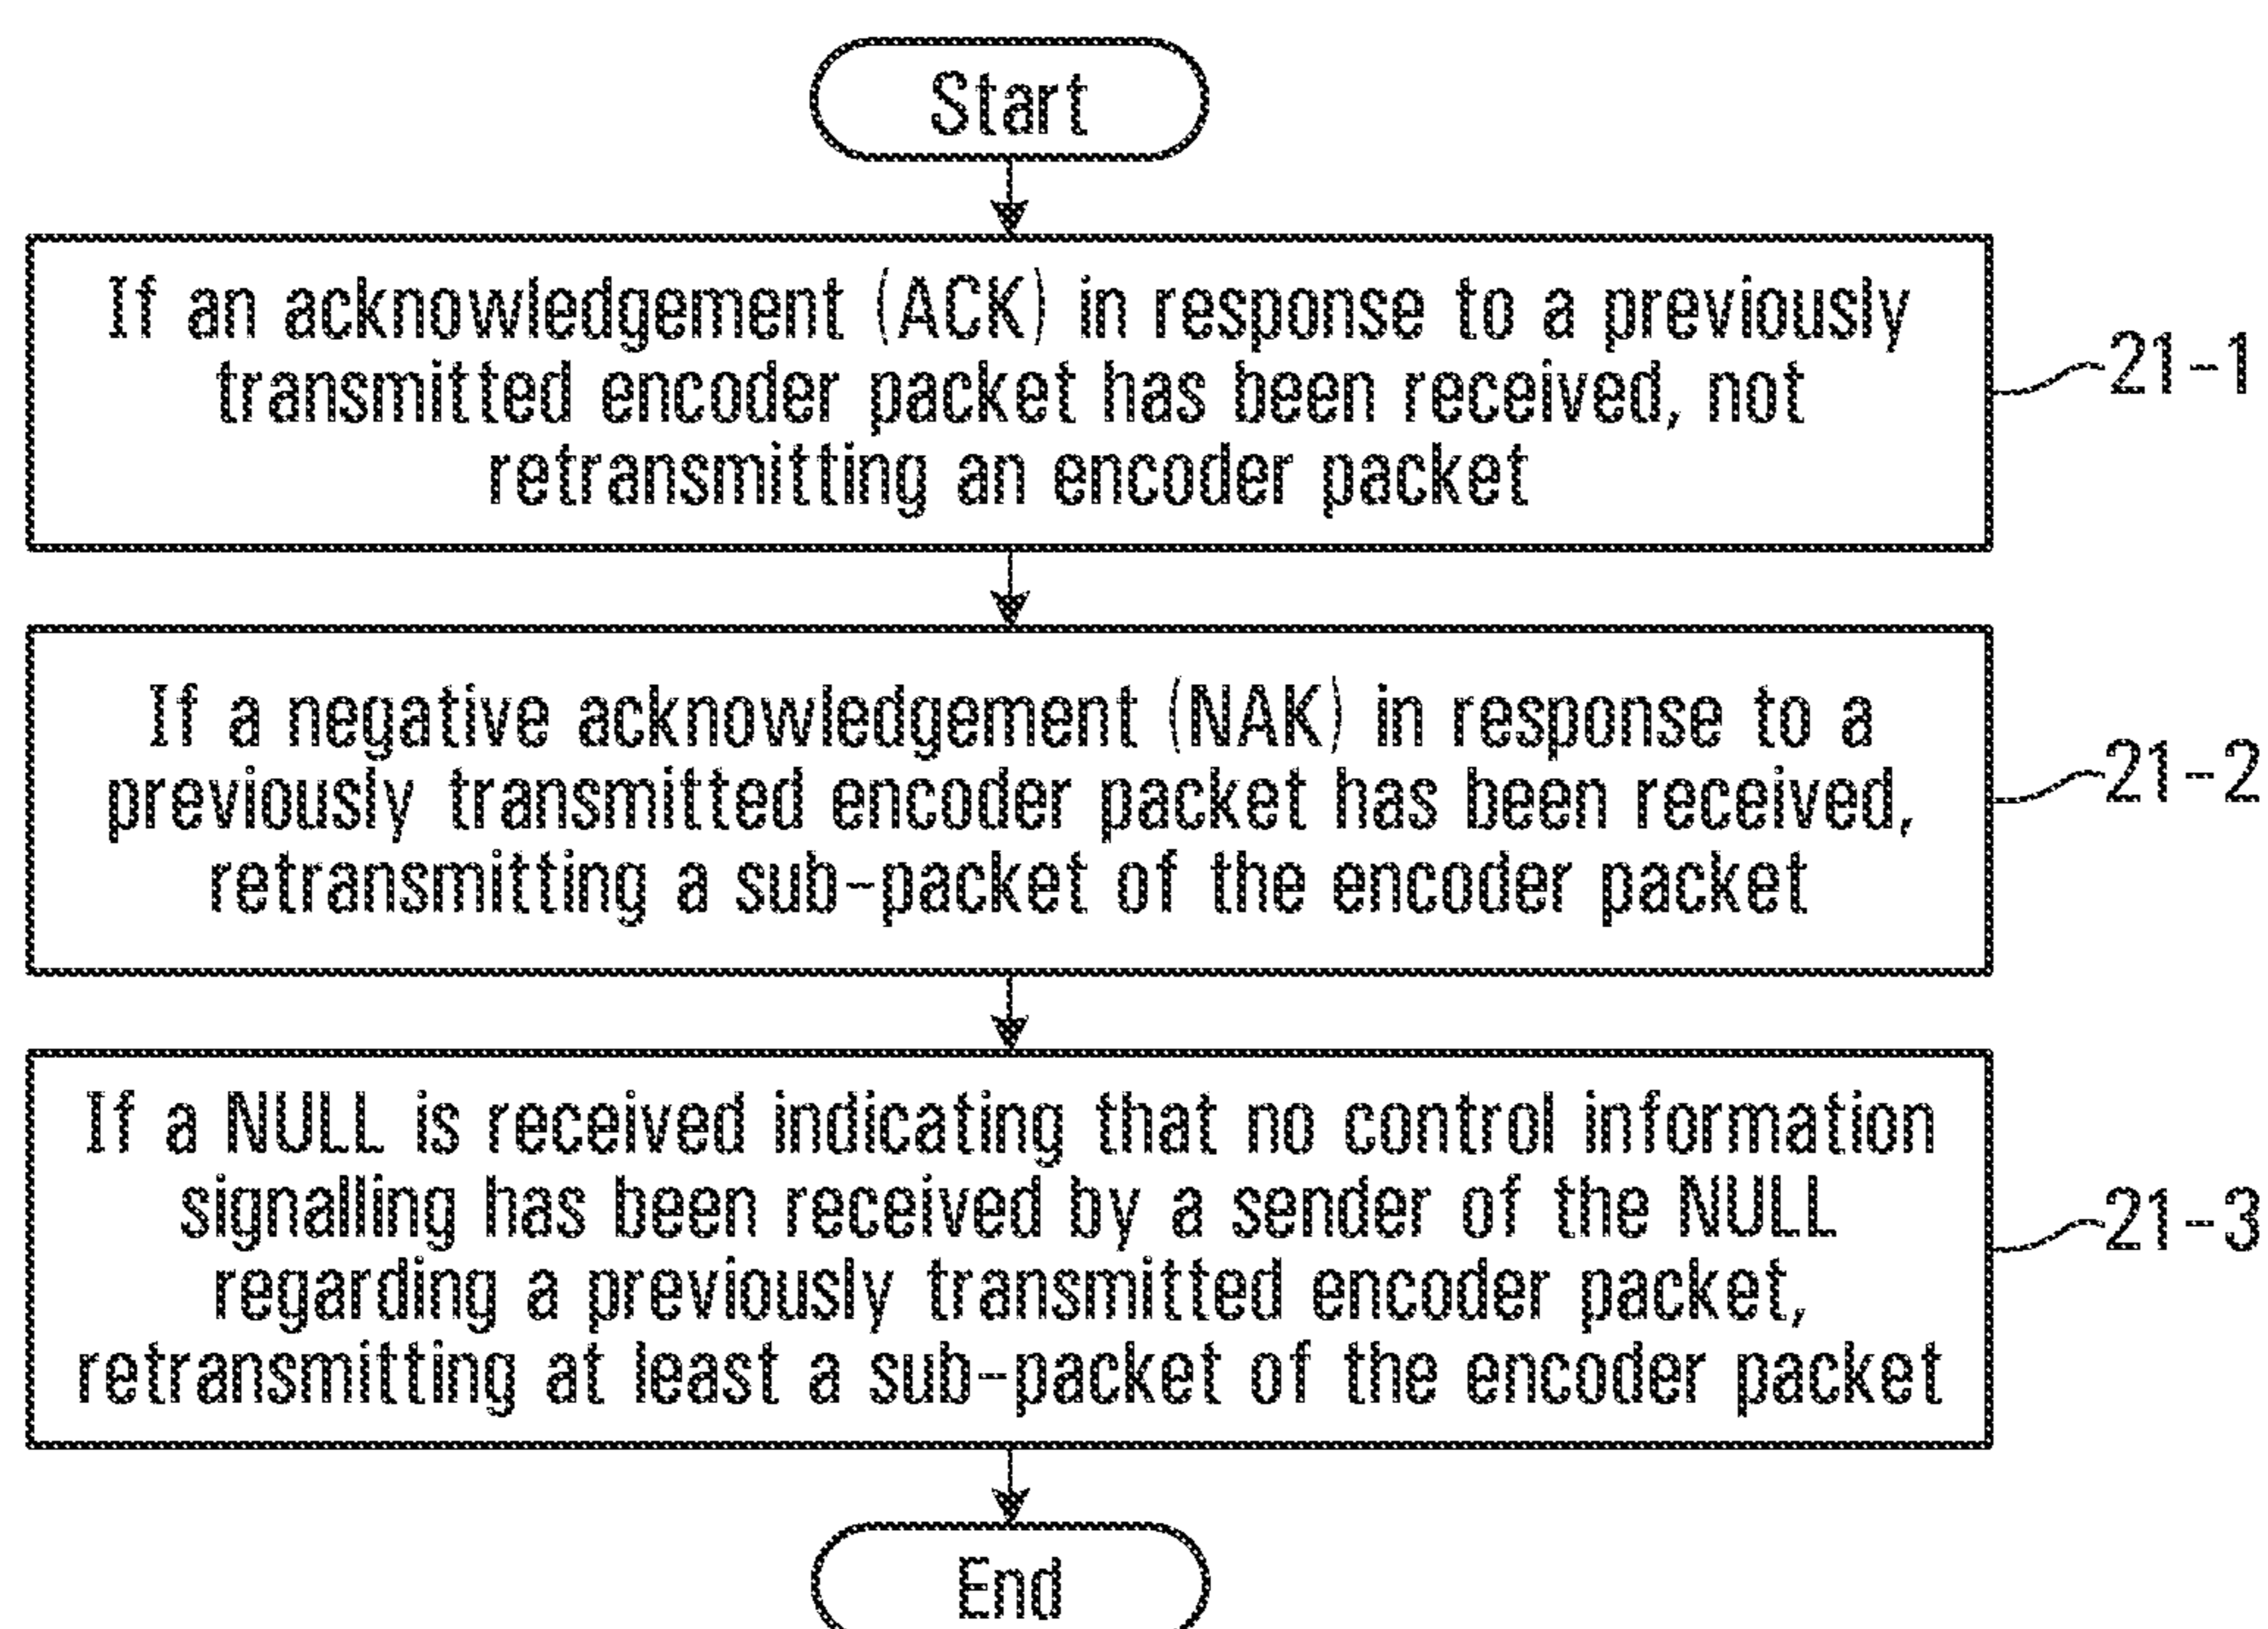 Start
If an acknowledgement (ACK) in response to a previously
transmitted encoder packet has been received, not
retransmitting an encoder packet
21-1
If a negative acknowledgement (NAK) in response to a
previously transmitted encoder packet has been received,
retransmitting a sub-packet of the encoder packet
21-2
If a NULL is received indicating that no control information
signalling has been received by a sender of the NULL
regarding a previously transmitted encoder packet,
retransmitting at least a sub-packet of the encoder packet
21-3
End